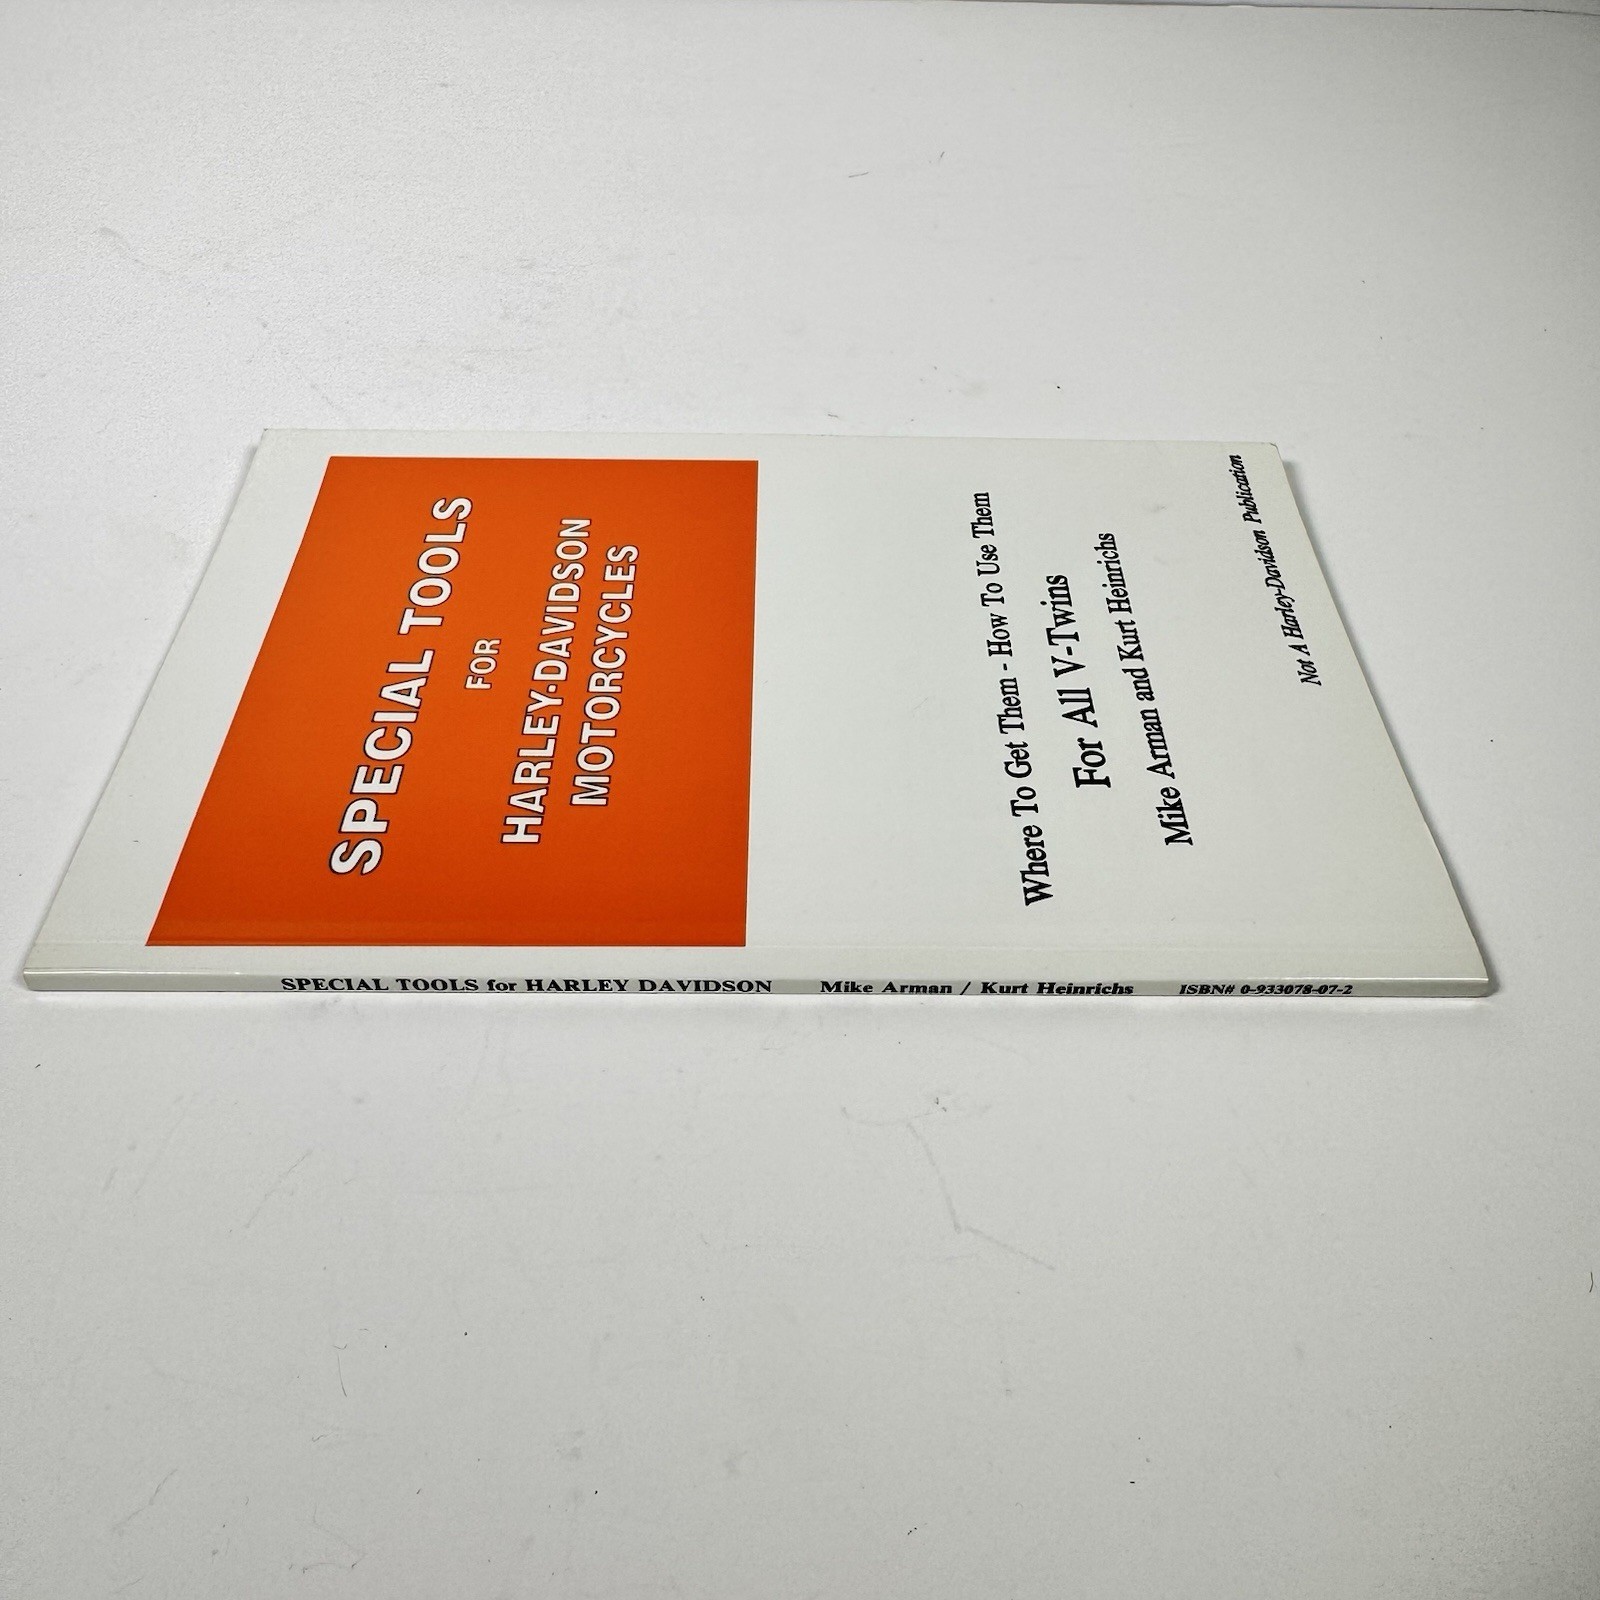 SPECIAL TOOLS
FOR
HARLEY-DAVIDSON
MOTORCYCLES
Where To Get Them - How To Use Them
For All V-Twins
Mike Arman and Kurt Heinrichs
Not A Harley-Davidson Publication
SPECIAL TOOLS for HARLEY DAVIDSON Mike Arman / Kurt Heinrichs ISBN# 0-933078-07-2